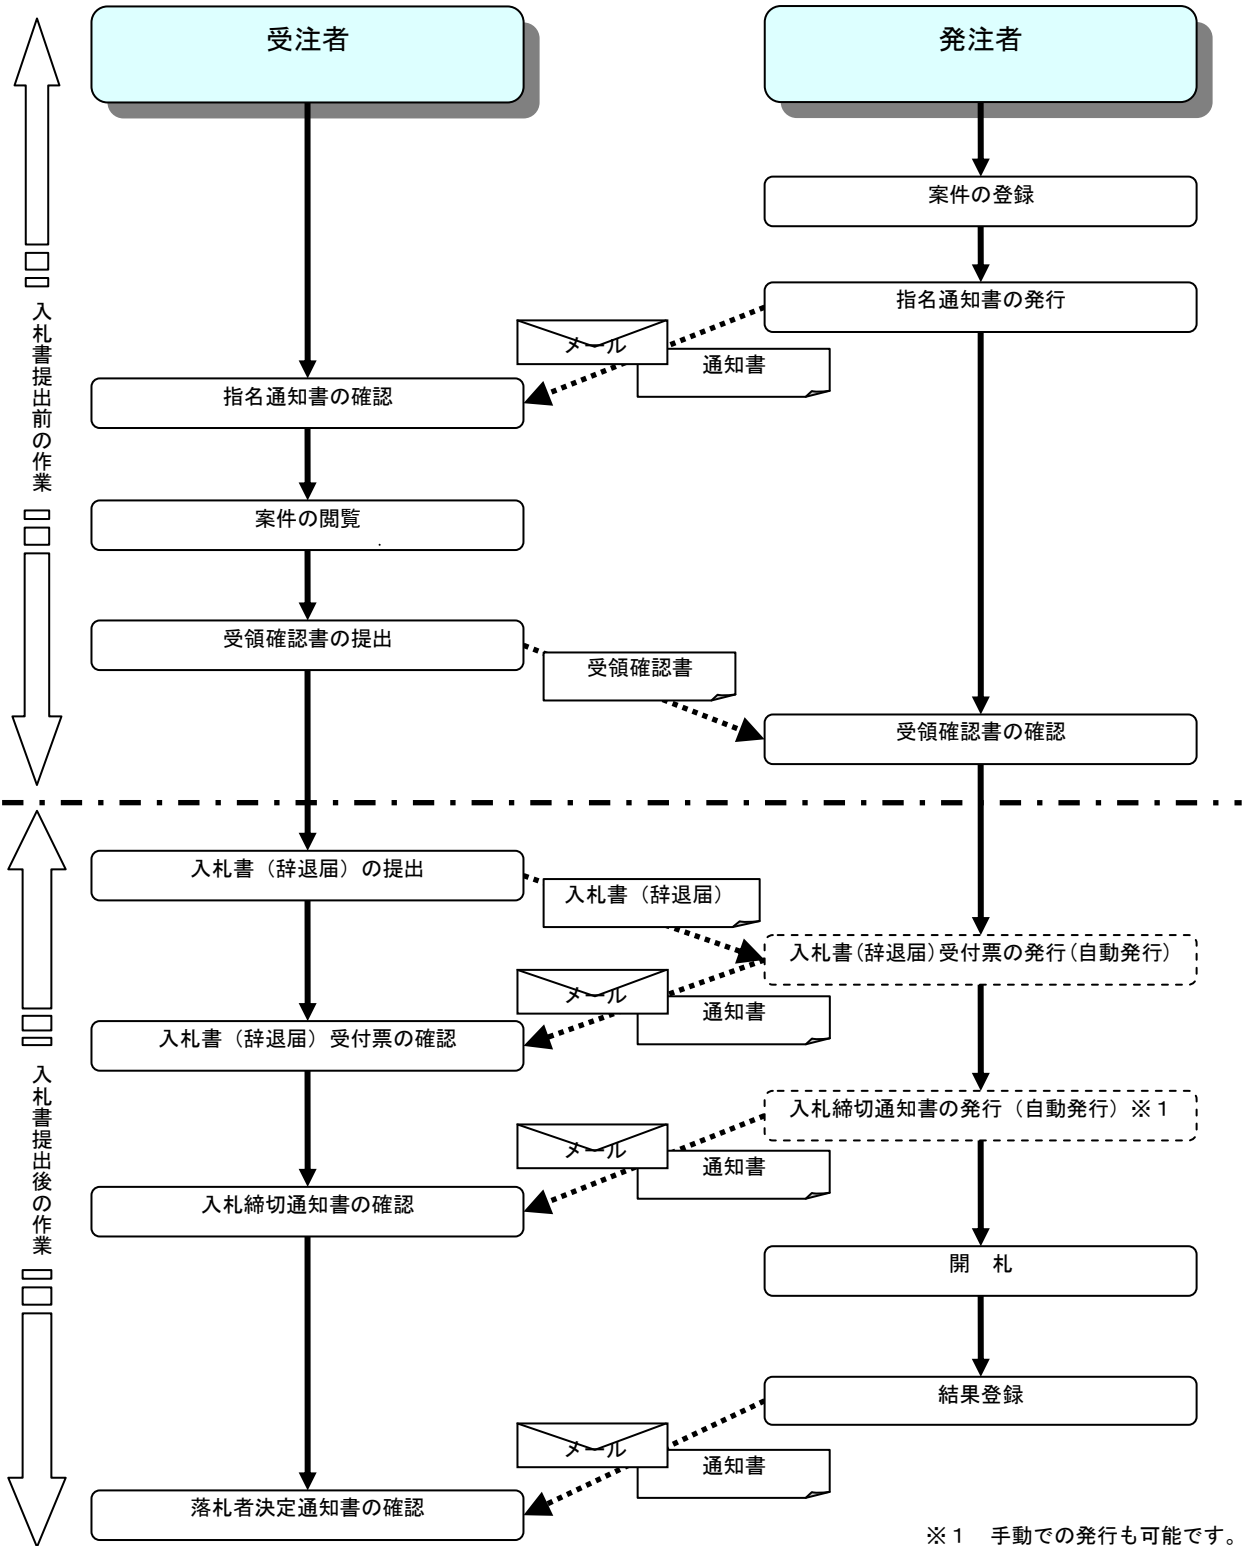 受注者
発注者
案件の登録
指名通知書の発行
メール
通知書
指名通知書の確認
入札書提出前の作業
案件の閲覧
受領確認書の提出
受領確認書
受領確認書の確認
入札書（辞退届）の提出
入札書（辞退届）
入札書(辞退届)受付票の発行(自動発行)
メール
通知書
入札書（辞退届）受付票の確認
入札書提出後の作業
入札締切通知書の発行（自動発行）※１
メール
通知書
入札締切通知書の確認
開　札
結果登録
メール
通知書
落札者決定通知書の確認
※１　手動での発行も可能です。